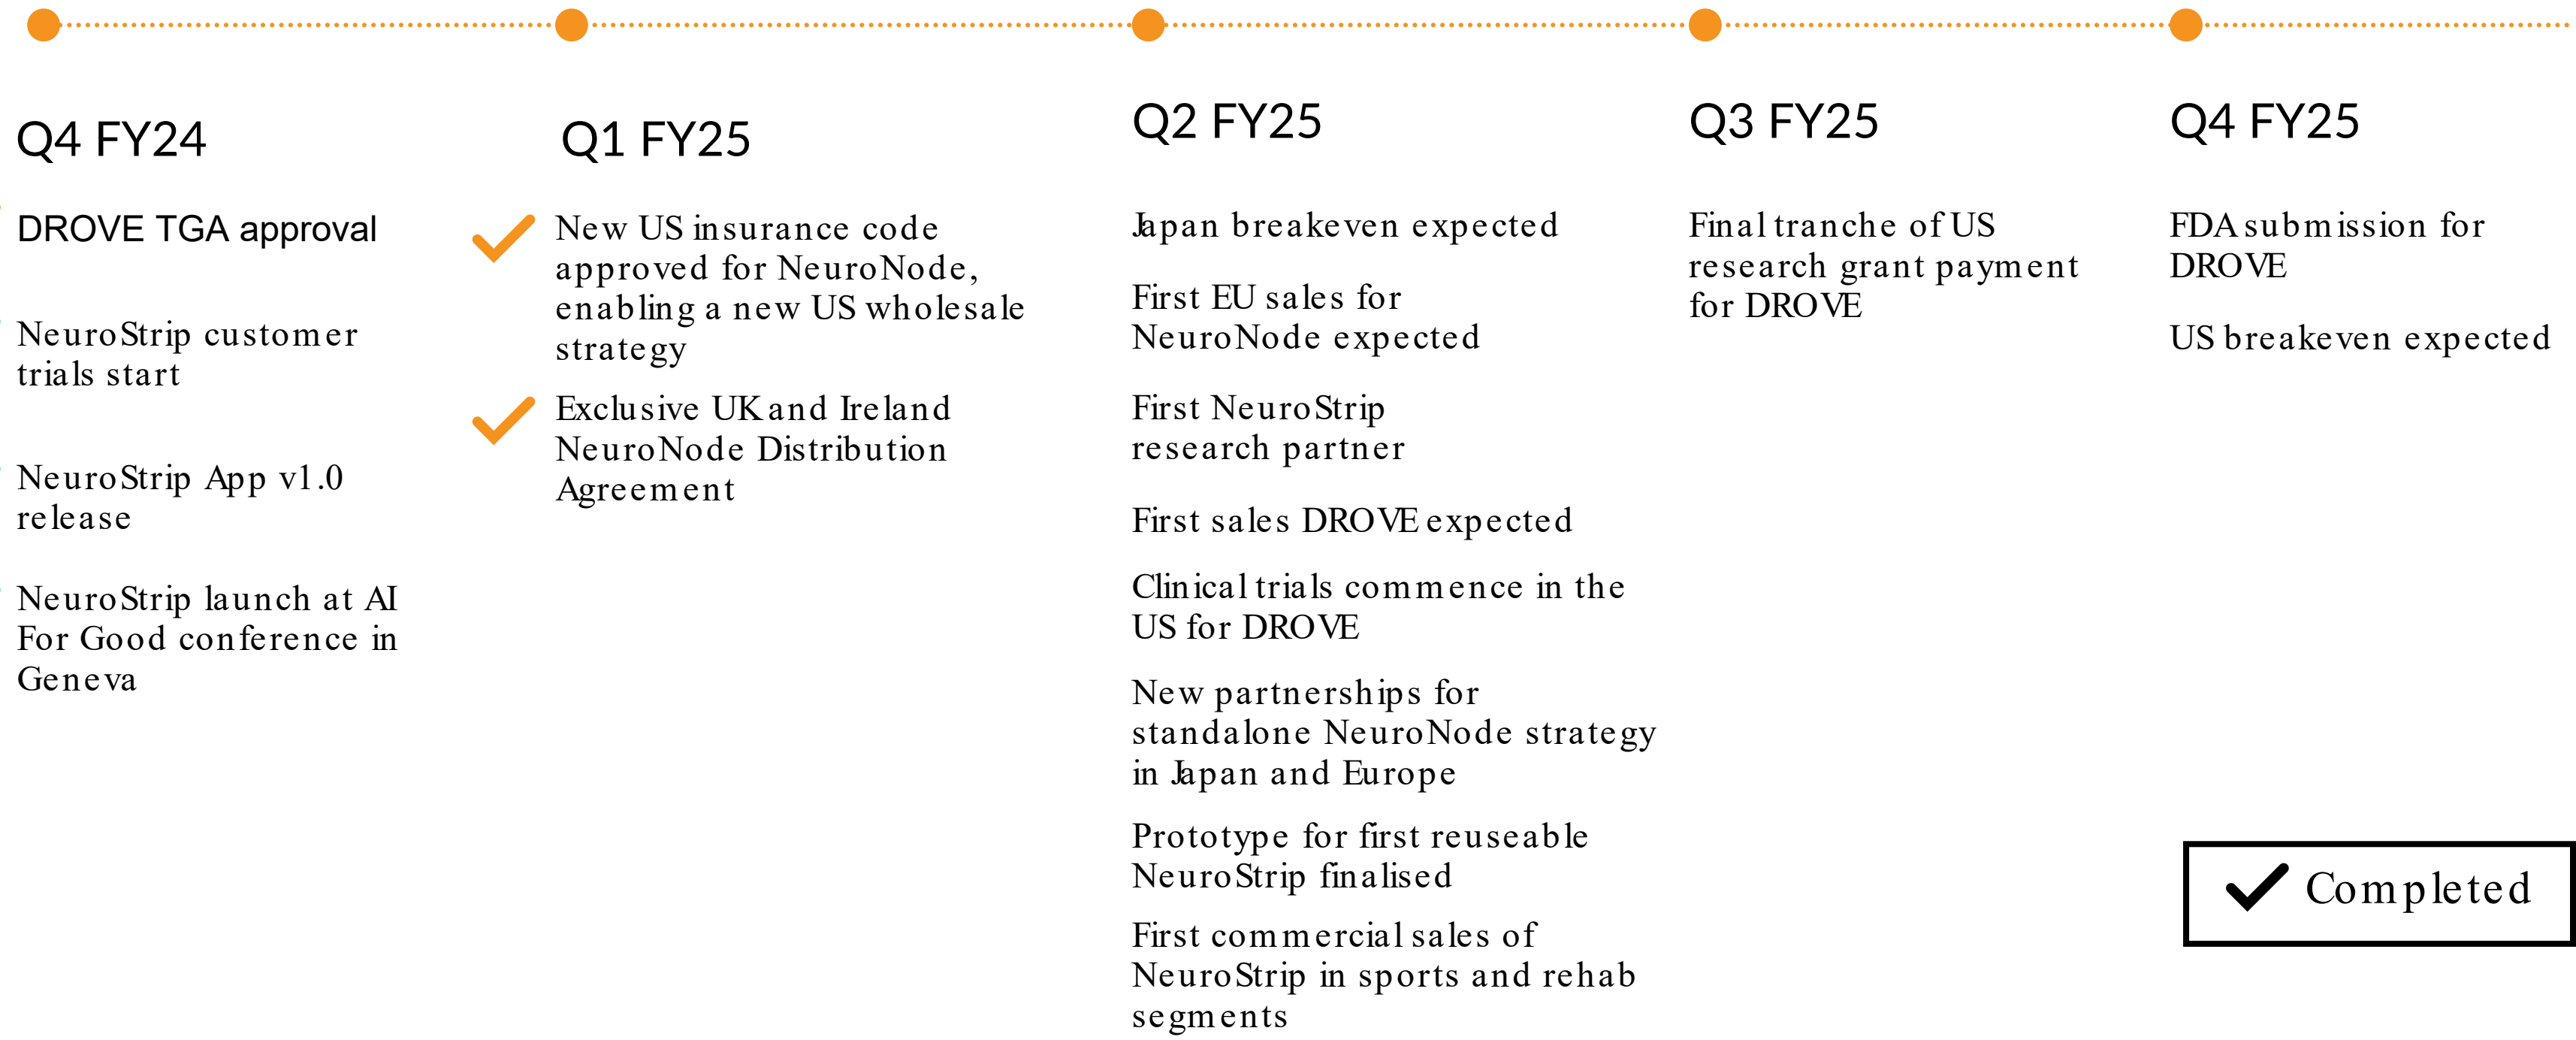 Q4 FY24
DROVE TGA approval
NeuroStrip customer
trials start
NeuroStrip App v1.0
release
NeuroStrip launch at AI
For Good conference in
Geneva
Q1 FY25
New US insurance code
approved for NeuroNode,
enabling a new US wholesale
strategy
Exclusive UK and Ireland
NeuroNode Distribution
Agreement
Q2 FY25
Japan breakeven expected
First EU sales for
NeuroNode expected
First NeuroStrip
research partner
First sales DROVE expected
Clinical trials commence in the
US for DROVE
New partnerships for
standalone NeuroNode strategy
in Japan and Europe
Prototype for first reuseable
NeuroStrip finalised
First commercial sales of
NeuroStrip in sports and rehab
segments
Q3 FY25
Final tranche of US
research grant payment
for DROVE
Q4 FY25
FDA submission for
DROVE
US breakeven expected
Completed